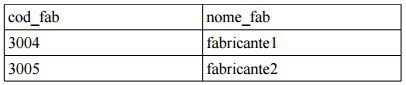 cod_fab nome_fab
3004 fabricante1
3005 fabricante2